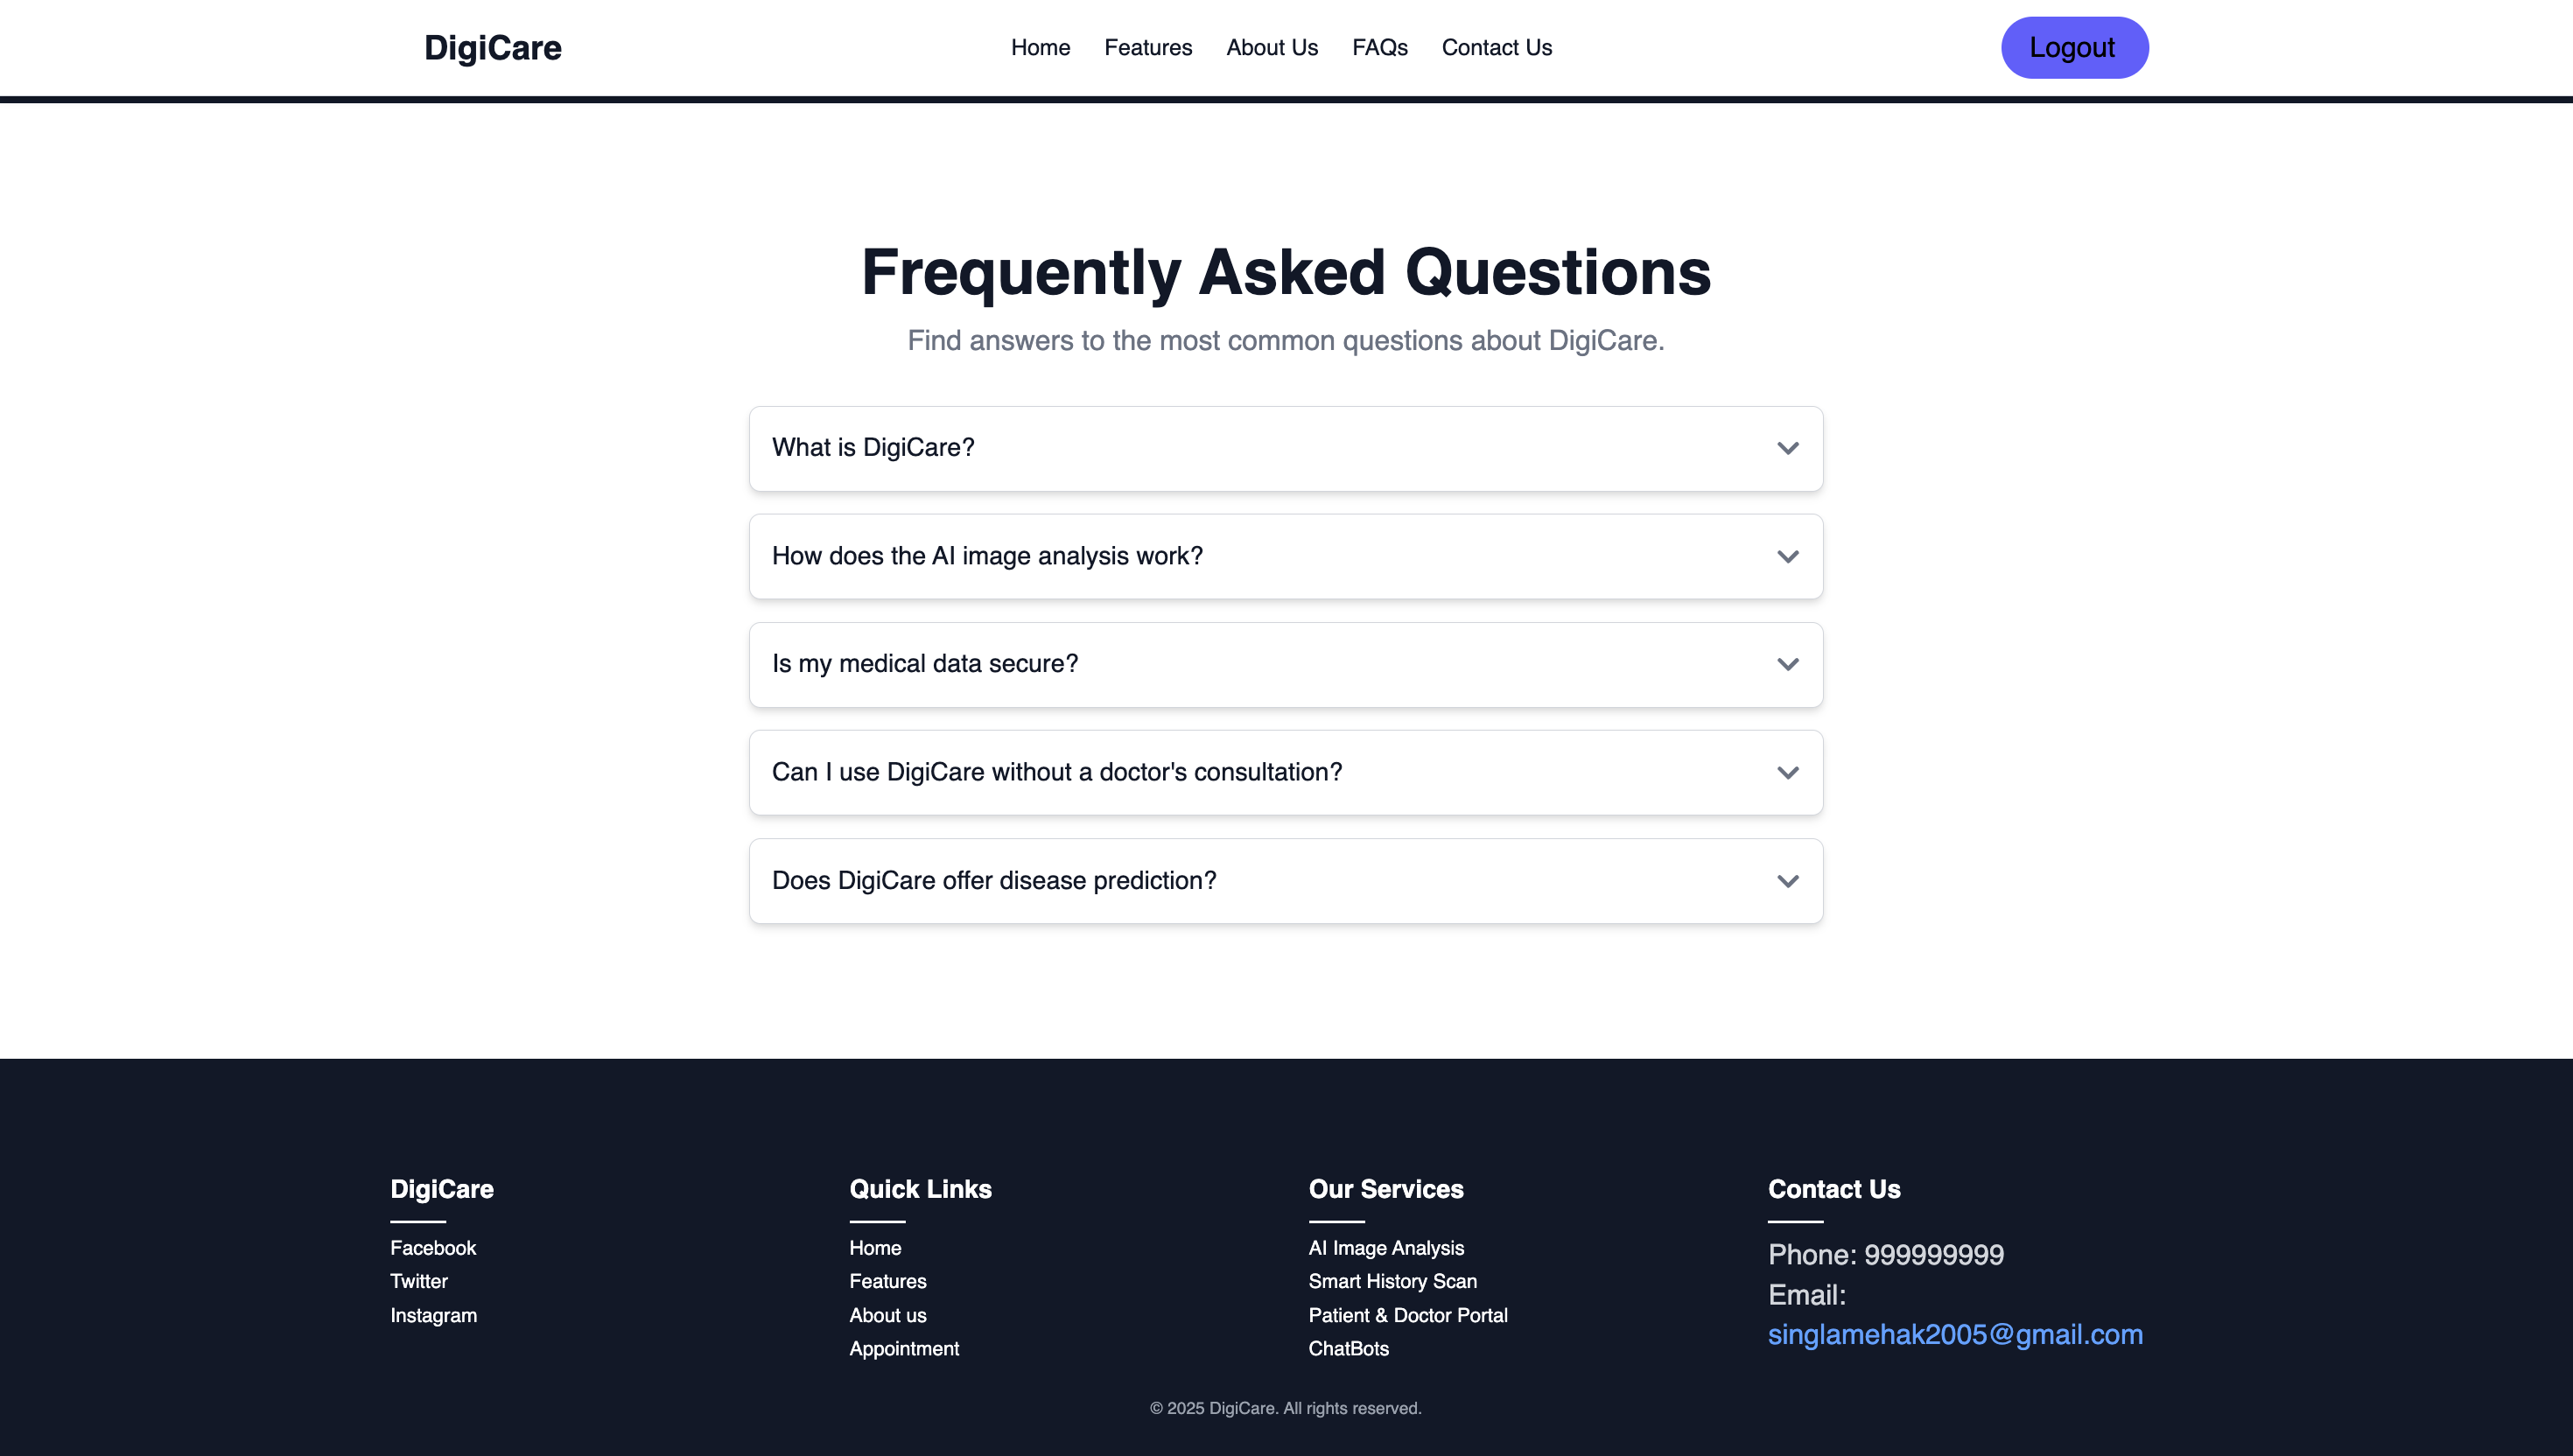 DigiCare
Home Features About Us FAQs Contact Us
Logout
Frequently Asked Questions
Find answers to the most common questions about DigiCare.
What is DigiCare?
How does the AI image analysis work?
Is my medical data secure?
Can I use DigiCare without a doctor's consultation?
Does DigiCare offer disease prediction?
DigiCare
Facebook
Twitter
Instagram
Quick Links
Home
Features
About us
Appointment
Our Services
AI Image Analysis
Smart History Scan
Patient & Doctor Portal
ChatBots
Contact Us
Phone: 999999999
Email:
singlamehak2005@gmail.com
© 2025 DigiCare. All rights reserved.